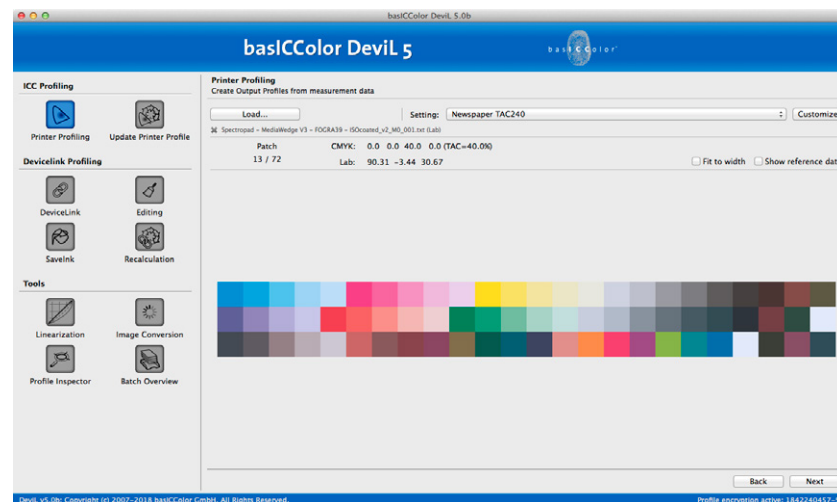 basICColor DeviL 5.0b
basICColor DeviL 5
basICColor
ICC Profiling
Printer Profiling
Update Printer Profile
Devicelink Profiling
DeviceLink
Editing
SaveInk
Recalculation
Tools
Linearization
Image Conversion
Profile Inspector
Batch Overview
Printer Profiling
Create Output Profiles from measurement data
Load...
Setting: Newspaper TAC240
Customize
Spectropad - MediaWedge V3 - FOGRA39 - ISOcoated_v2_M0_001.txt (Lab)
Patch
13 / 72
CMYK: 0.0 0.0 40.0 0.0 (TAC=40.0%)
Lab: 90.31 -3.44 30.67
Fit to width
Show reference dat
Back
Next
DeviL v5.0b: Copyright (c) 2007-2018 basICColor GmbH. All Rights Reserved.
Profile encryption active: 1842240457-